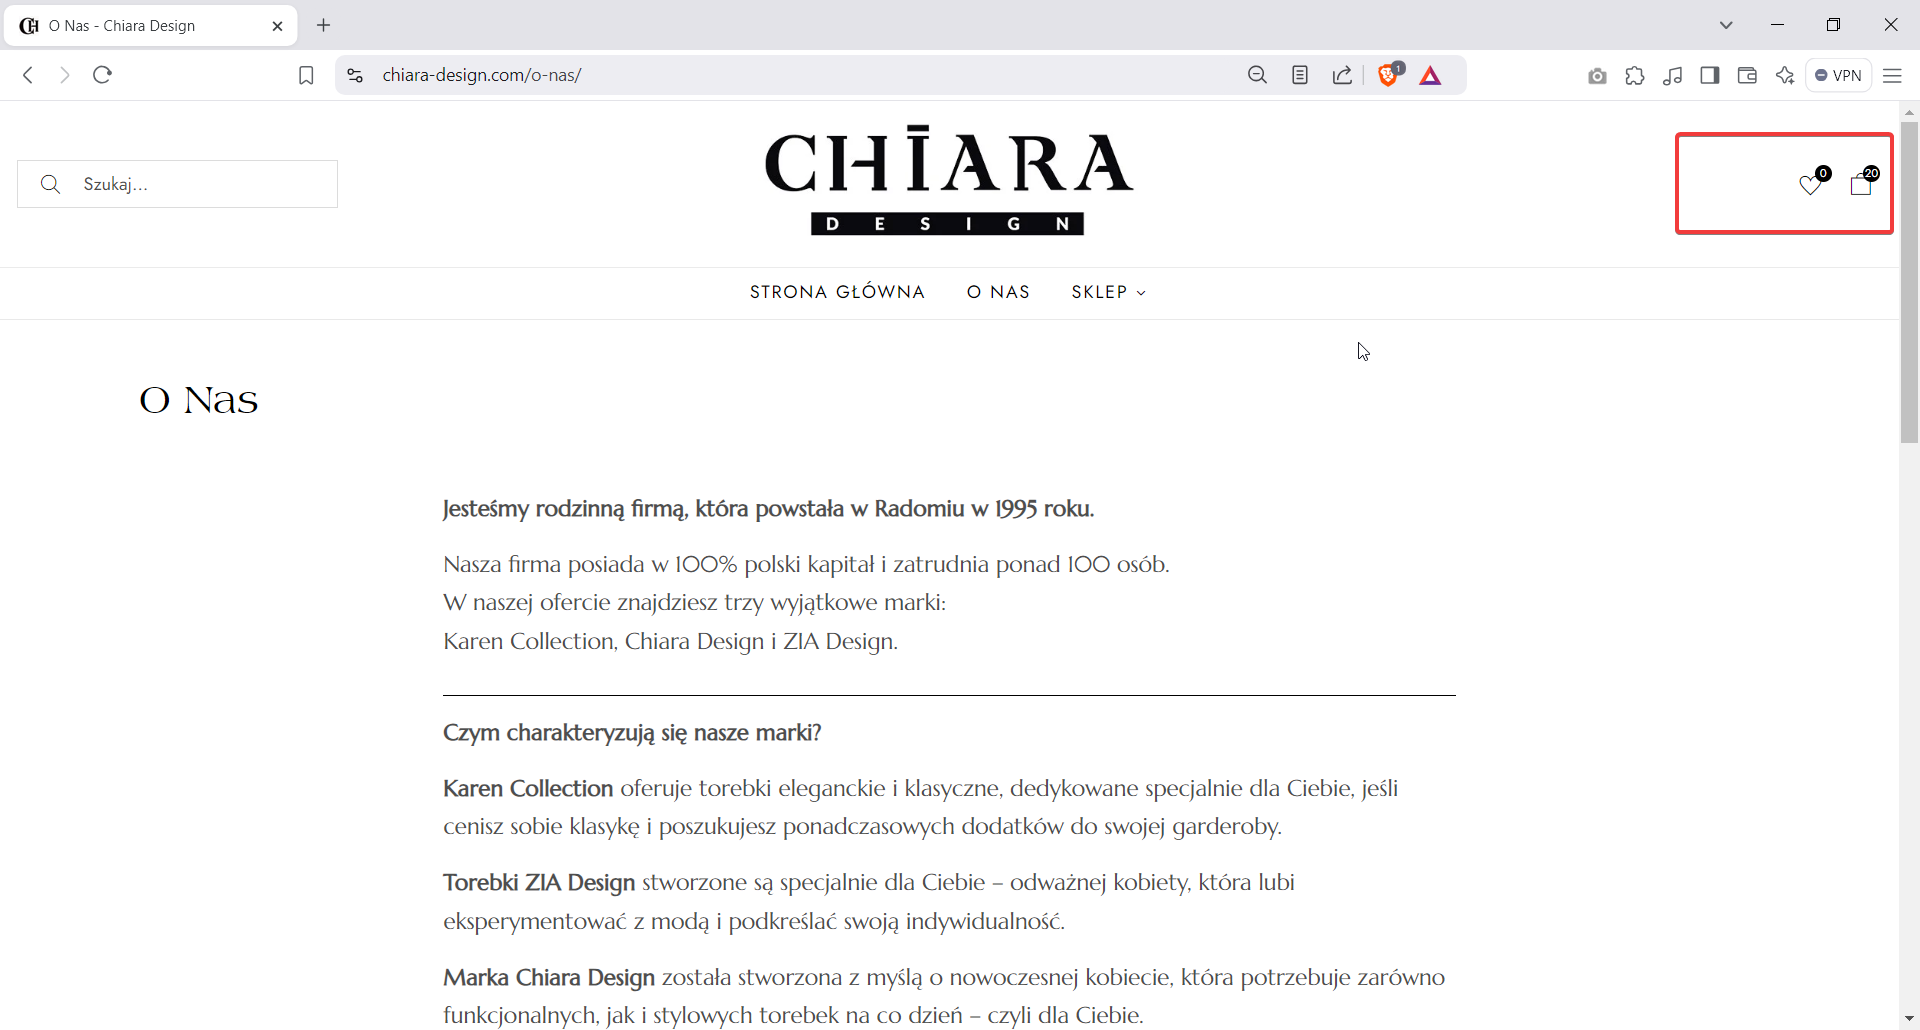 O Nas - Chiara Design
chiara-design.com/o-nas/
1
VPN
Szukaj...
CHIARA
DESIGN
0
20
STRONA GŁÓWNA
O NAS
SKLEP
O Nas
Jesteśmy rodzinną firmą, która powstała w Radomiu w 1995 roku.
Nasza firma posiada w 100% polski kapitał i zatrudnia ponad 100 osób.
W naszej ofercie znajdziesz trzy wyjątkowe marki:
Karen Collection, Chiara Design i ZIA Design.
Czym charakteryzują się nasze marki?
Karen Collection oferuje torebki eleganckie i klasyczne, dedykowane specjalnie dla Ciebie, jeśli
cenisz sobie klasykę i poszukujesz ponadczasowych dodatków do swojej garderoby.
Torebki ZIA Design stworzone są specjalnie dla Ciebie – odważnej kobiety, która lubi
eksperymentować z modą i podkreślać swoją indywidualność.
Marka Chiara Design została stworzona z myślą o nowoczesnej kobiecie, która potrzebuje zarówno
funkcjonalnych, jak i stylowych torebek na co dzień – czyli dla Ciebie.